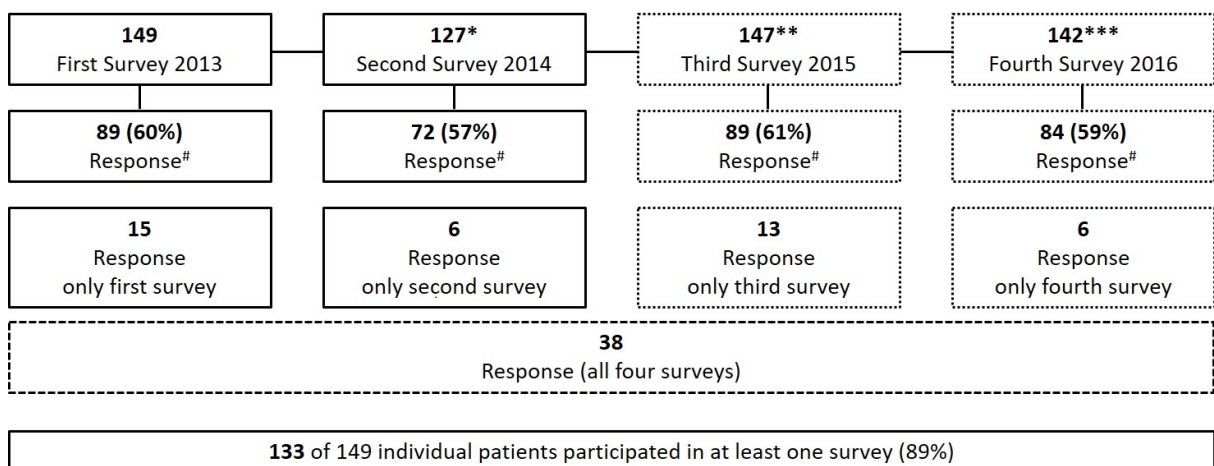 149
First Survey 2013
127*
Second Survey 2014
147**
Third Survey 2015
142***
Fourth Survey 2016
89 (60%)
Response#
72 (57%)
Response#
89 (61%)
Response#
84 (59%)
Response#
15
Response
only first survey
6
Response
only second survey
13
Response
only third survey
6
Response
only fourth survey
38
Response (all four surveys)
133 of 149 individual patients participated in at least one survey (89%)